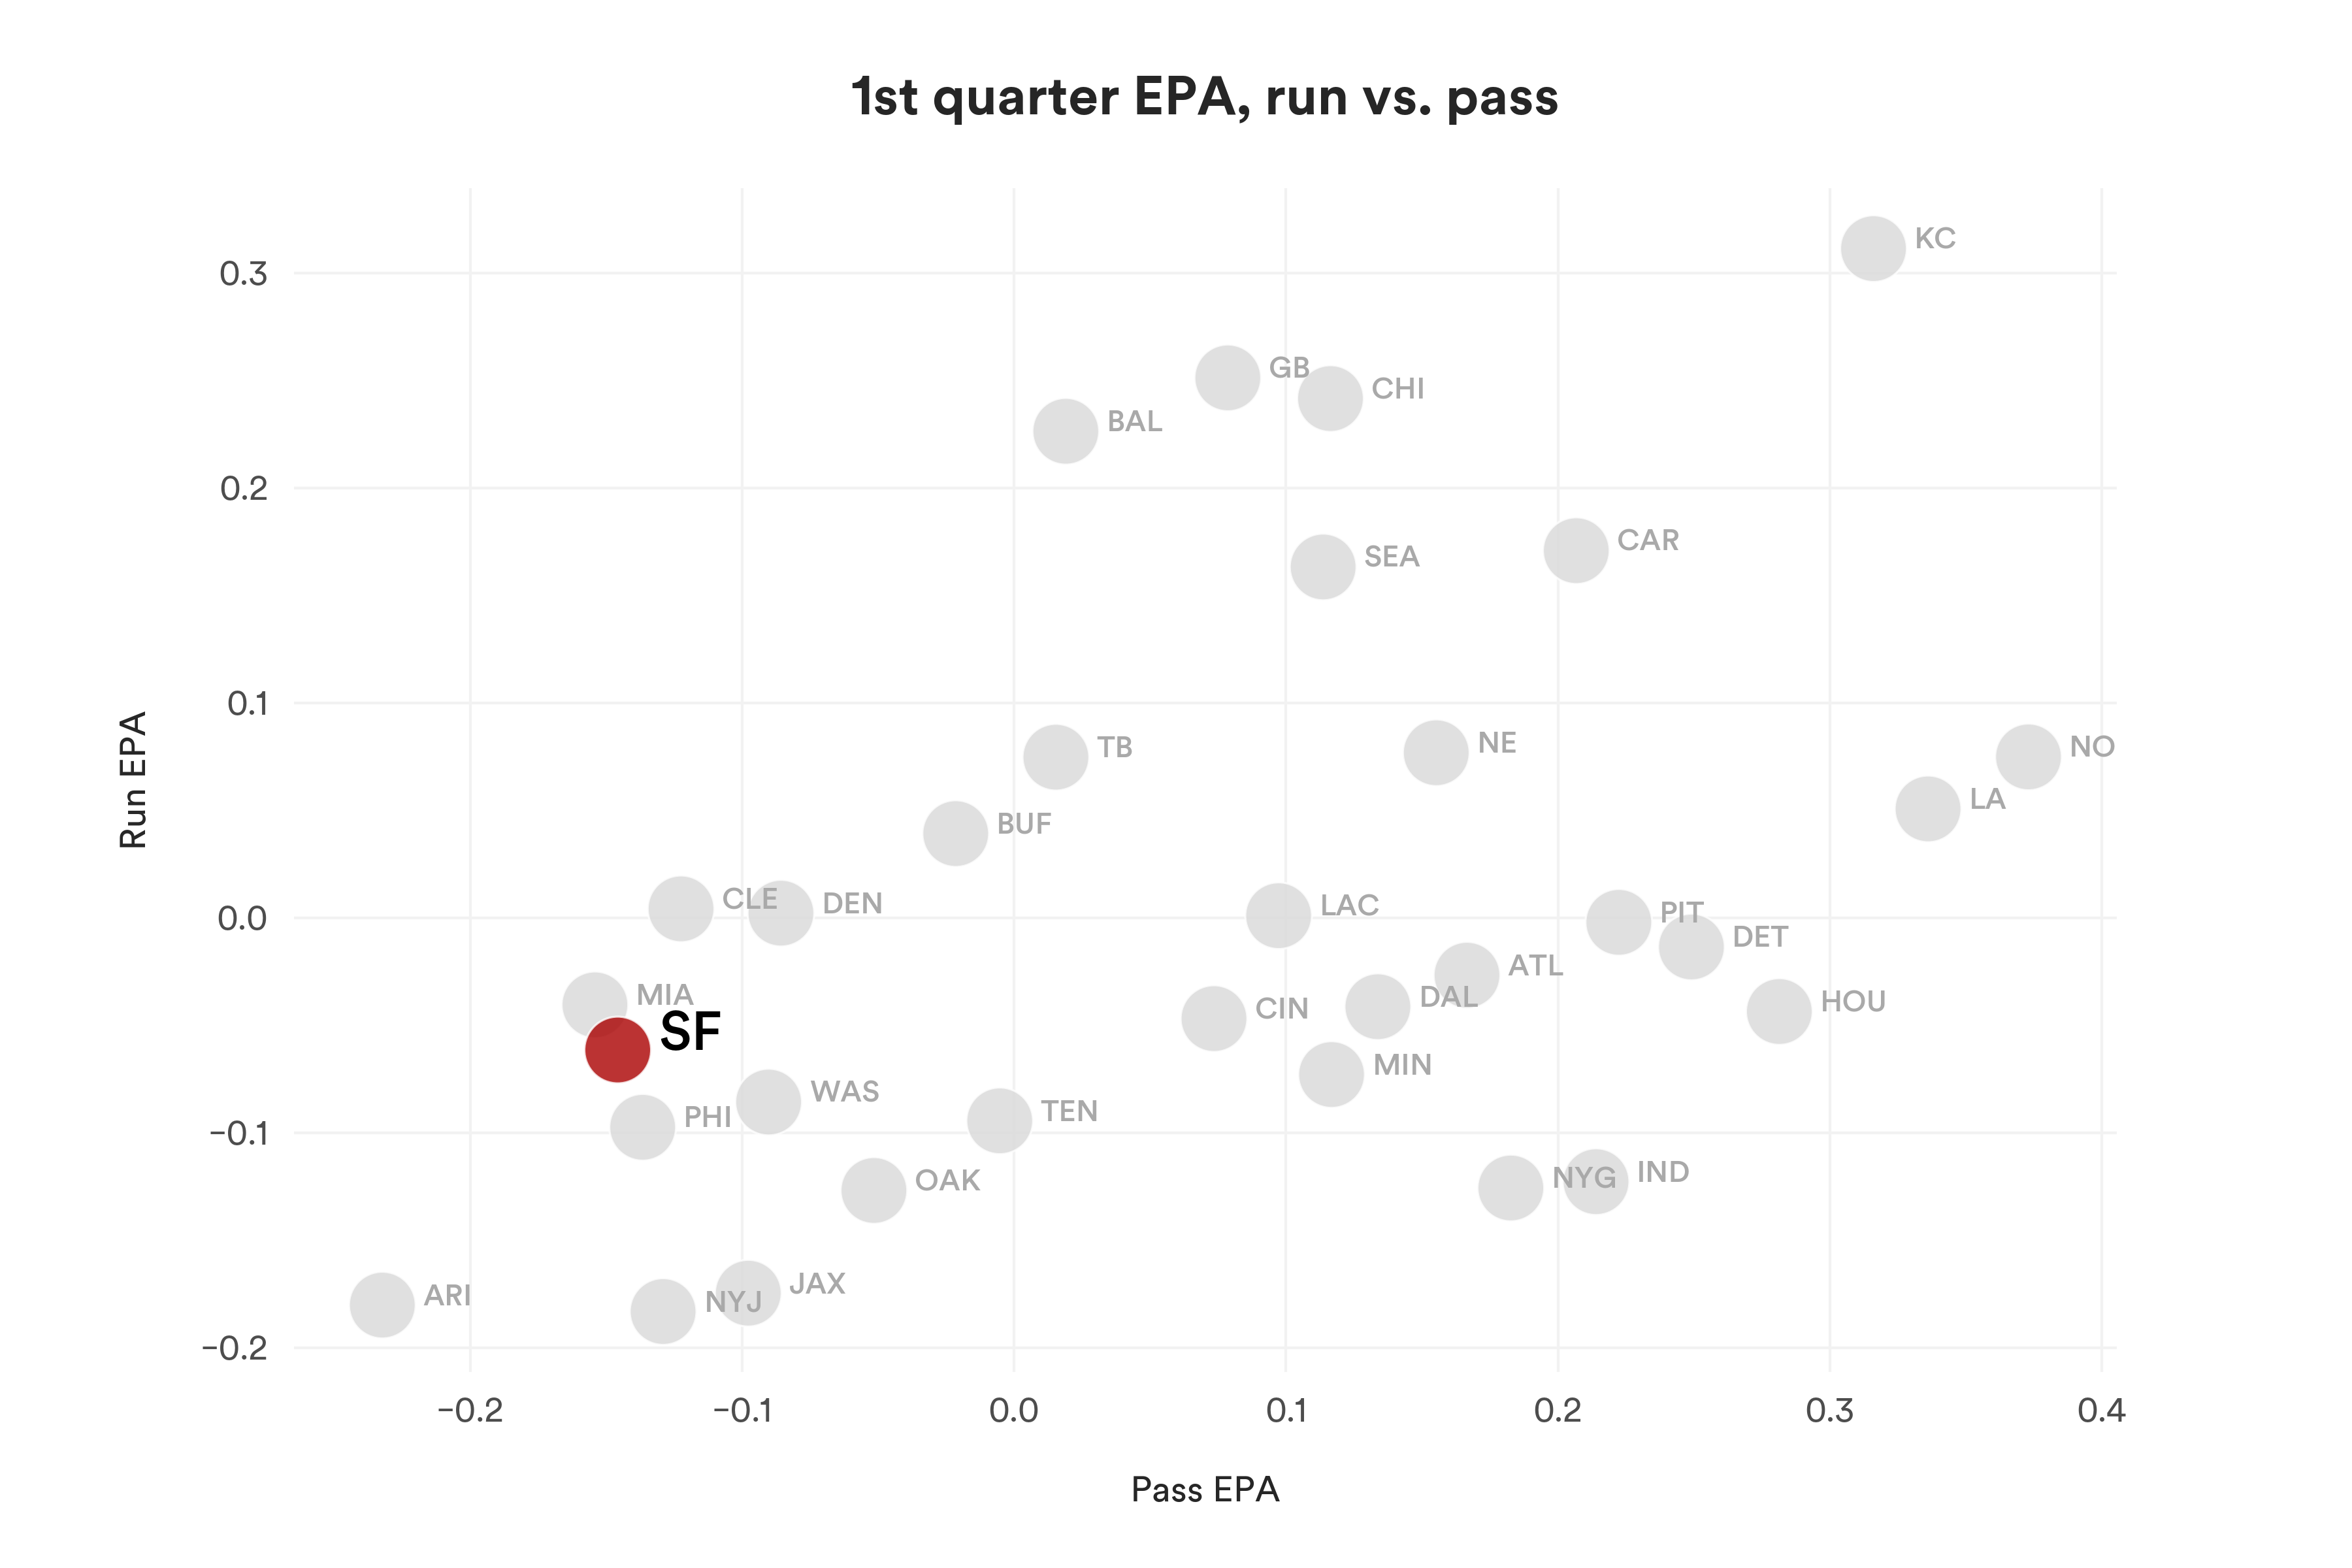 1st quarter EPA, run vs. pass
KC
GB
CHI
BAL
CAR
SEA
0.3
0.2
0.1
0.0
−0.1
−0.2
Run EPA
NE
TB
NO
LA
BUF
CLE
DEN
LAC
PIT
DET
ATL
MIA
DAL
HOU
CIN
SF
MIN
WAS
PHI
TEN
OAK
NYG
IND
JAX
ARI
NYJ
−0.2
−0.1
0.0
0.1
0.2
0.3
0.4
Pass EPA